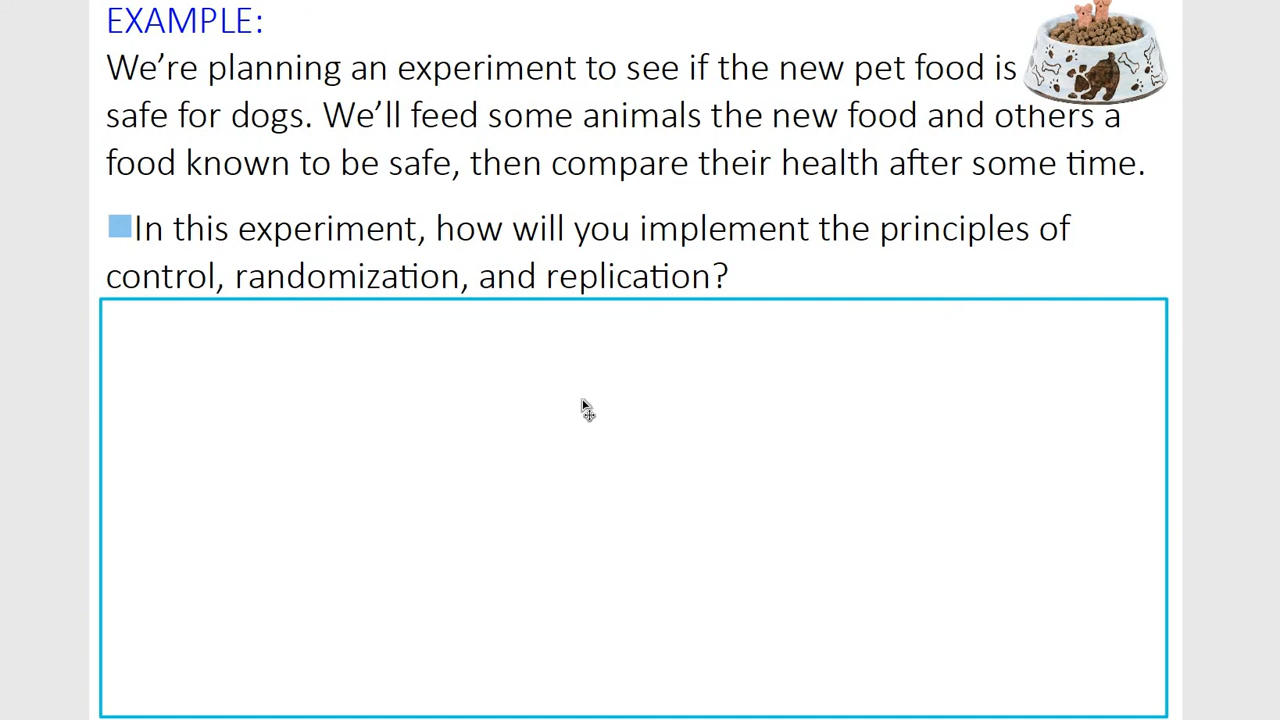 EXAMPLE:
We’re planning an experiment to see if the new pet food is
safe for dogs. We’ll feed some animals the new food and others a
food known to be safe, then compare their health after some time.
In this experiment, how will you implement the principles of
control, randomization, and replication?